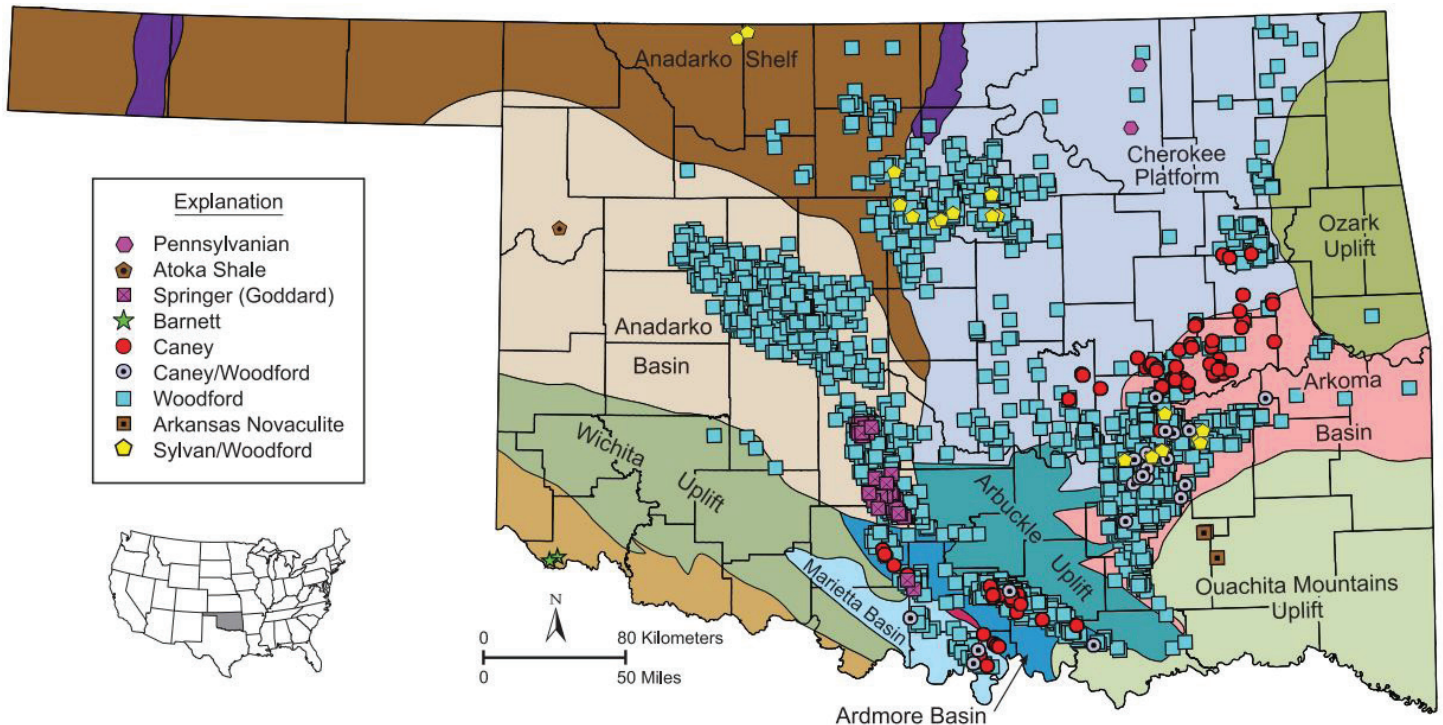 Anadarko Shelf
Cherokee
Platform
Ozark
Uplift
Explanation
Pennsylvanian
Atoka Shale
Springer (Goddard)
Barnett
Caney
Caney/Woodford
Woodford
Arkansas Novaculite
Sylvan/Woodford
Anadarko
Basin
Arkoma
Basin
Wichita
Uplift
Arbuckle
Uplift
Ouachita Mountains
Uplift
Marietta Basin
N
0 80 Kilometers
0 50 Miles
Ardmore Basin